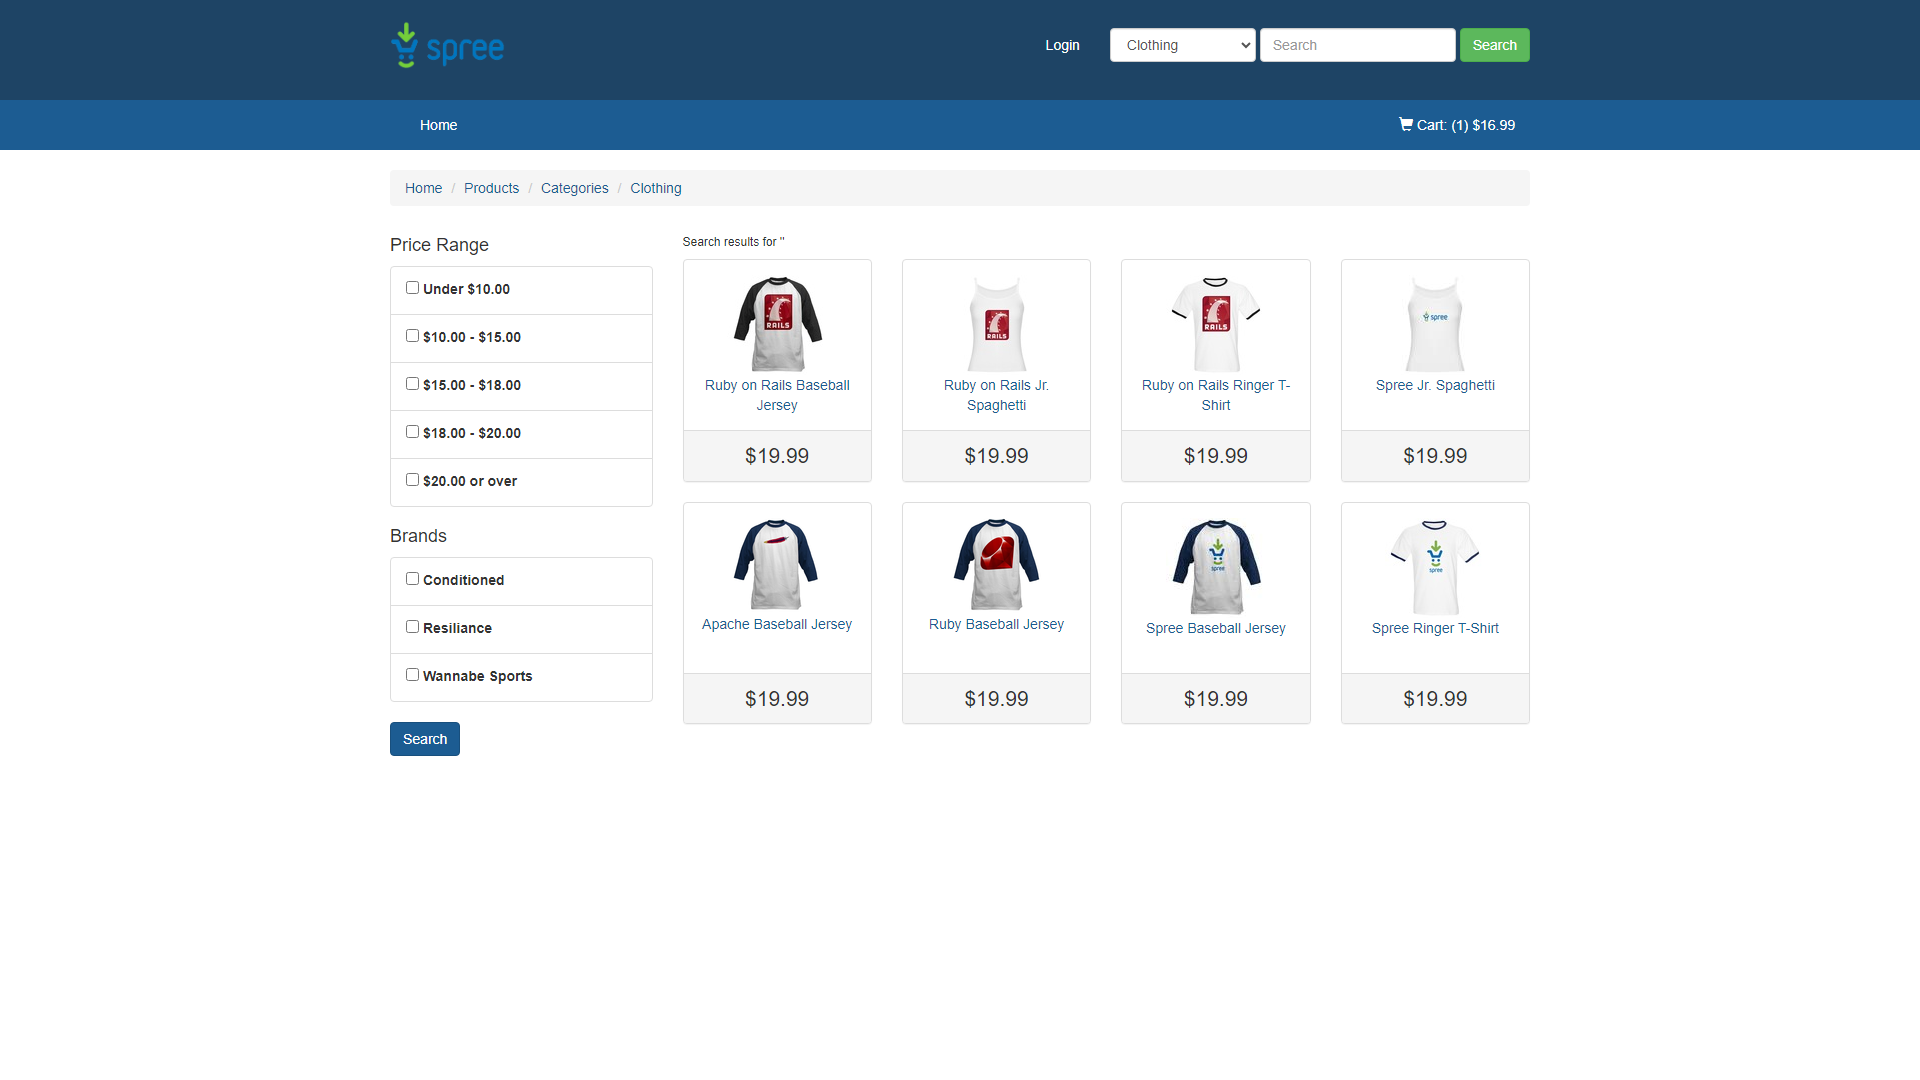 spree
Login
Clothing
Search
Search
Home
Cart: (1) $16.99
Home / Products / Categories / Clothing
Price Range
Under $10.00
$10.00 - $15.00
$15.00 - $18.00
$18.00 - $20.00
$20.00 or over
Brands
Conditioned
Resiliance
Wannabe Sports
Search
Search results for ''
RAILS
Ruby on Rails Baseball
Jersey
$19.99
RAILS
Ruby on Rails Jr.
Spaghetti
$19.99
RAILS
Ruby on Rails Ringer T-
Shirt
$19.99
spree
Spree Jr. Spaghetti
$19.99
Apache Baseball Jersey
$19.99
Ruby Baseball Jersey
$19.99
spree
Spree Baseball Jersey
$19.99
spree
Spree Ringer T-Shirt
$19.99